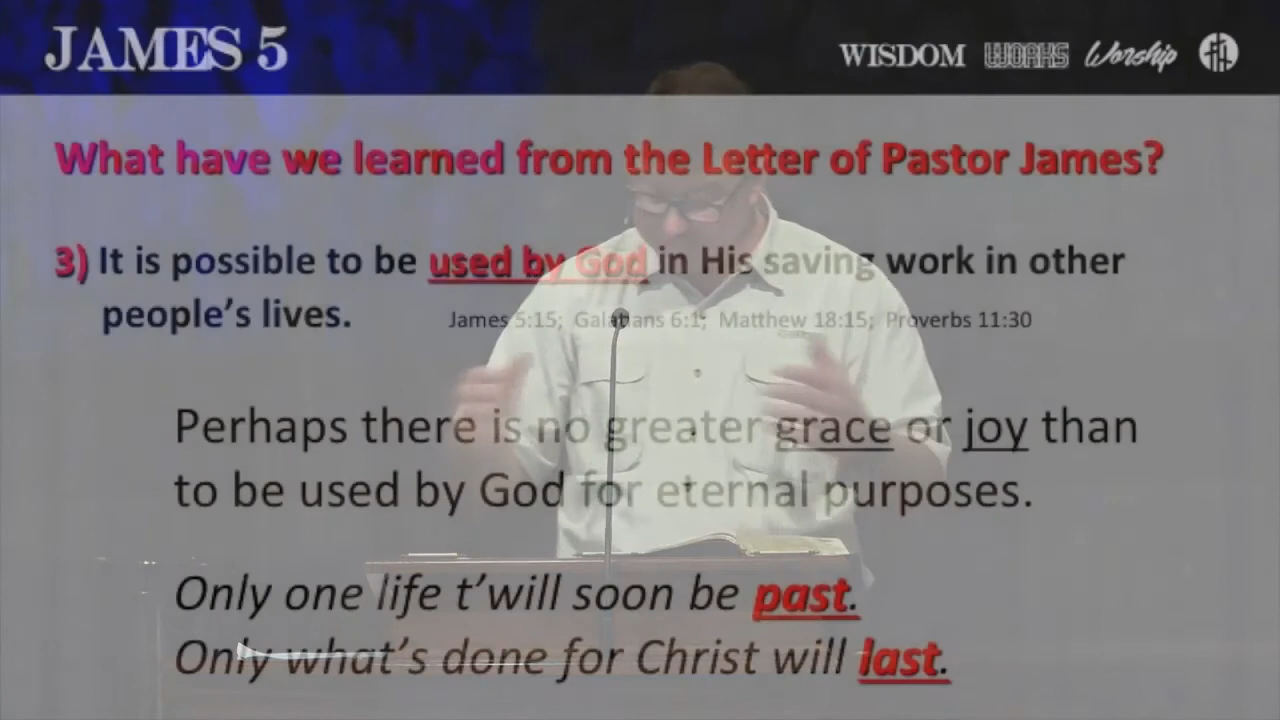 JAMES 5
WISDOM WORKS Worship
What have we learned from the Letter of Pastor James?
3) It is possible to be used by God in His saving work in other
people's lives. James 5:15; Galatians 6:1; Matthew 18:15; Proverbs 11:30
Perhaps there is no greater grace or joy than
to be used by God for eternal purposes.
Only one life t'will soon be past.
Only what's done for Christ will last.